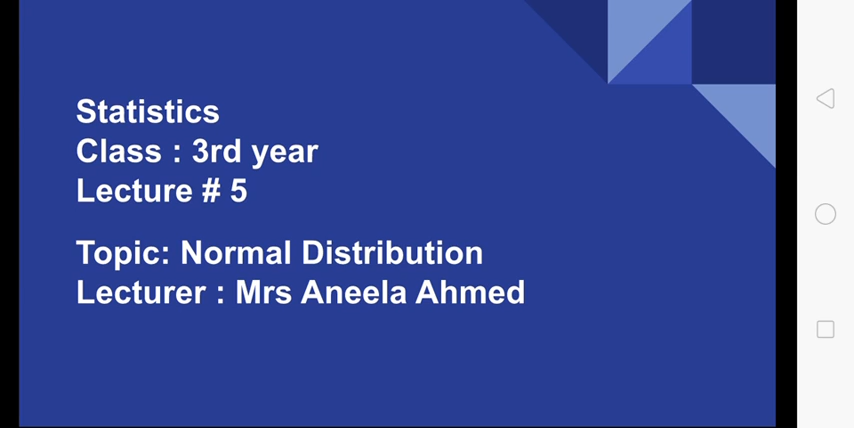 Statistics
Class : 3rd year
Lecture # 5
Topic: Normal Distribution
Lecturer : Mrs Aneela Ahmed